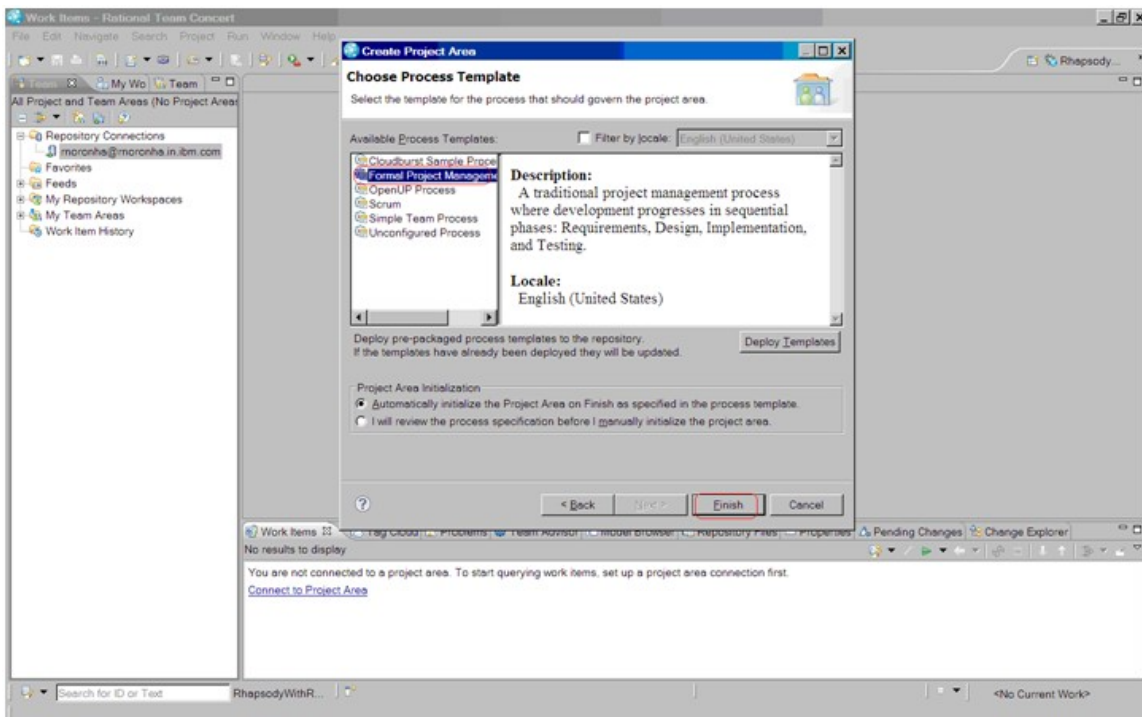 Work Items - Rational Team Concert
File Edit Navigate Search Project Run Window Help
Rhapsody...
Team My Wo Team
All Project and Team Areas (No Project Areas
Repository Connections
rnoronha@rnoronha.in.ibm.com
Favorites
Feeds
My Repository Workspaces
My Team Areas
Work Item History
Create Project Area
Choose Process Template
Select the template for the process that should govern the project area.
Available Process Templates:
Filter by locale: English (United States)
Cloudburst Sample Proce
Formal Project Manageme
OpenUP Process
Scrum
Simple Team Process
Unconfigured Process
Description:
A traditional project management process
where development progresses in sequential
phases: Requirements, Design, Implementation,
and Testing.
Locale:
English (United States)
Deploy pre-packaged process templates to the repository.
If the templates have already been deployed they will be updated.
Deploy Templates
Project Area Initialization
Automatically initialize the Project Area on Finish as specified in the process template.
I will review the process specification before I manually initialize the project area.
? < Back Next > Finish Cancel
Work Items Tag Cloud Problems Team Advisor Model Browser Repository Files Properties Pending Changes Change Explorer
No results to display
You are not connected to a project area. To start querying work items, set up a project area connection first.
Connect to Project Area
Search for ID or Text RhapsodyWithR... <No Current Work>